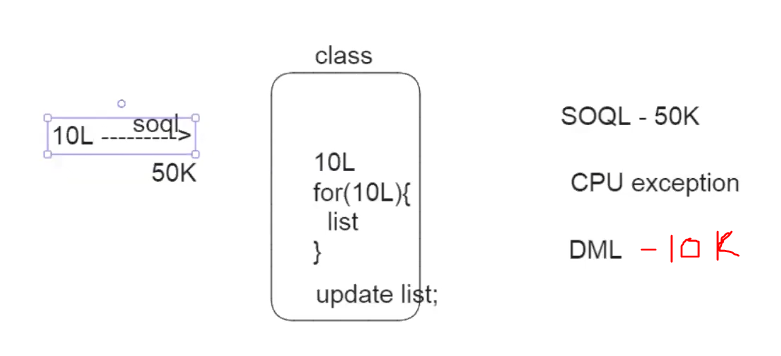 class
soql
10L --------->
50K
10L
for(10L){
list
}
update list;
SOQL - 50K
CPU exception
DML - 10K